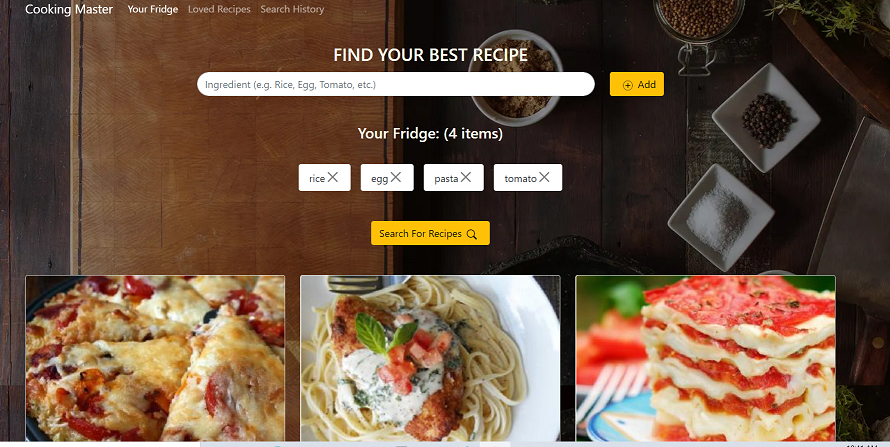 Cooking Master Your Fridge Loved Recipes Search History
FIND YOUR BEST RECIPE
Ingredient (e.g. Rice, Egg, Tomato, etc.) Add
Your Fridge: (4 items)
rice egg pasta tomato
Search For Recipes